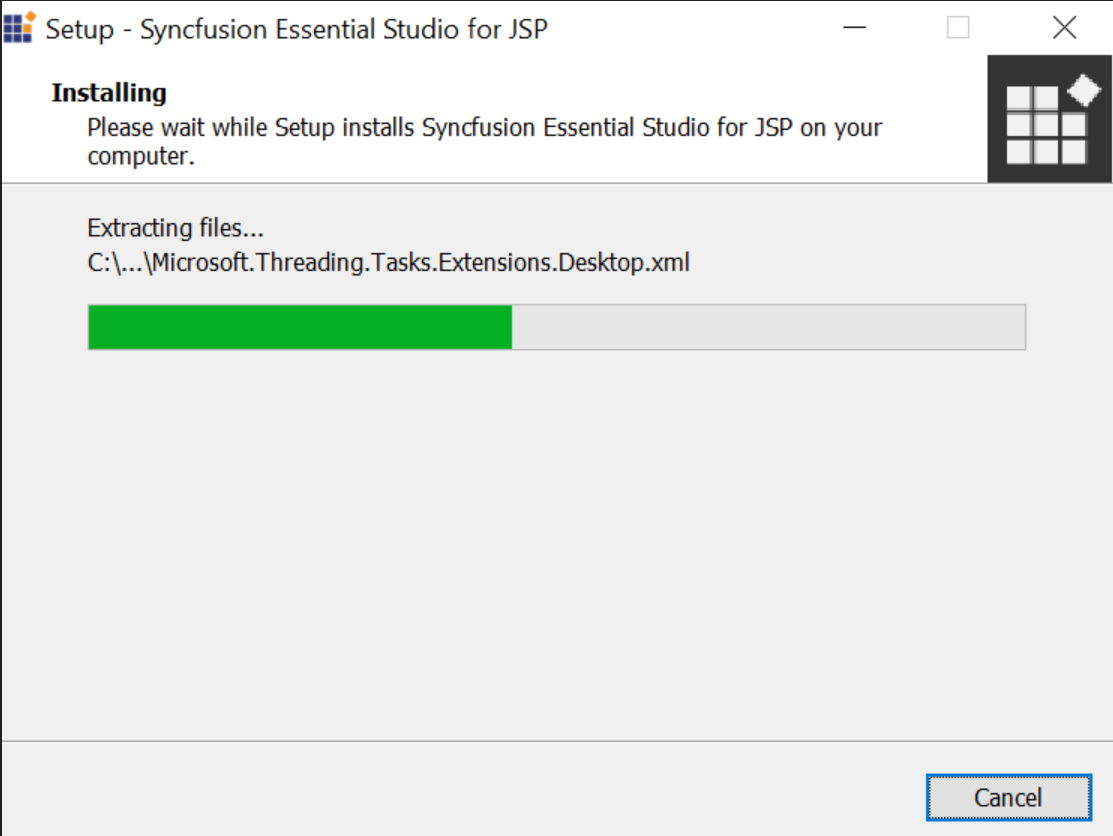 Setup - Syncfusion Essential Studio for JSP
Installing
Please wait while Setup installs Syncfusion Essential Studio for JSP on your
computer.
Extracting files...
C:\...\Microsoft.Threading.Tasks.Extensions.Desktop.xml
Cancel